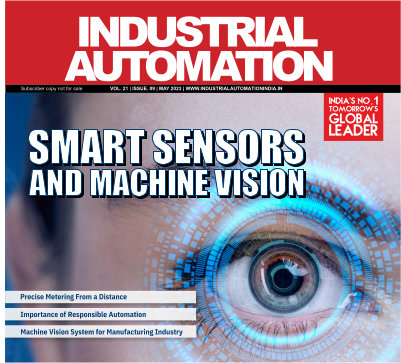 INDUSTRIAL
AUTOMATION
Subscriber copy not for sale
VOL. 21 | ISSUE. 09 | MAY 2023 | WWW.INDUSTRIALAUTOMATIONINDIA.IN
INDIA'S NO.1
TOMORROW'S
GLOBAL
LEADER
SMART SENSORS
AND MACHINE VISION
Precise Metering From a Distance
Importance of Responsible Automation
Machine Vision System for Manufacturing Industry